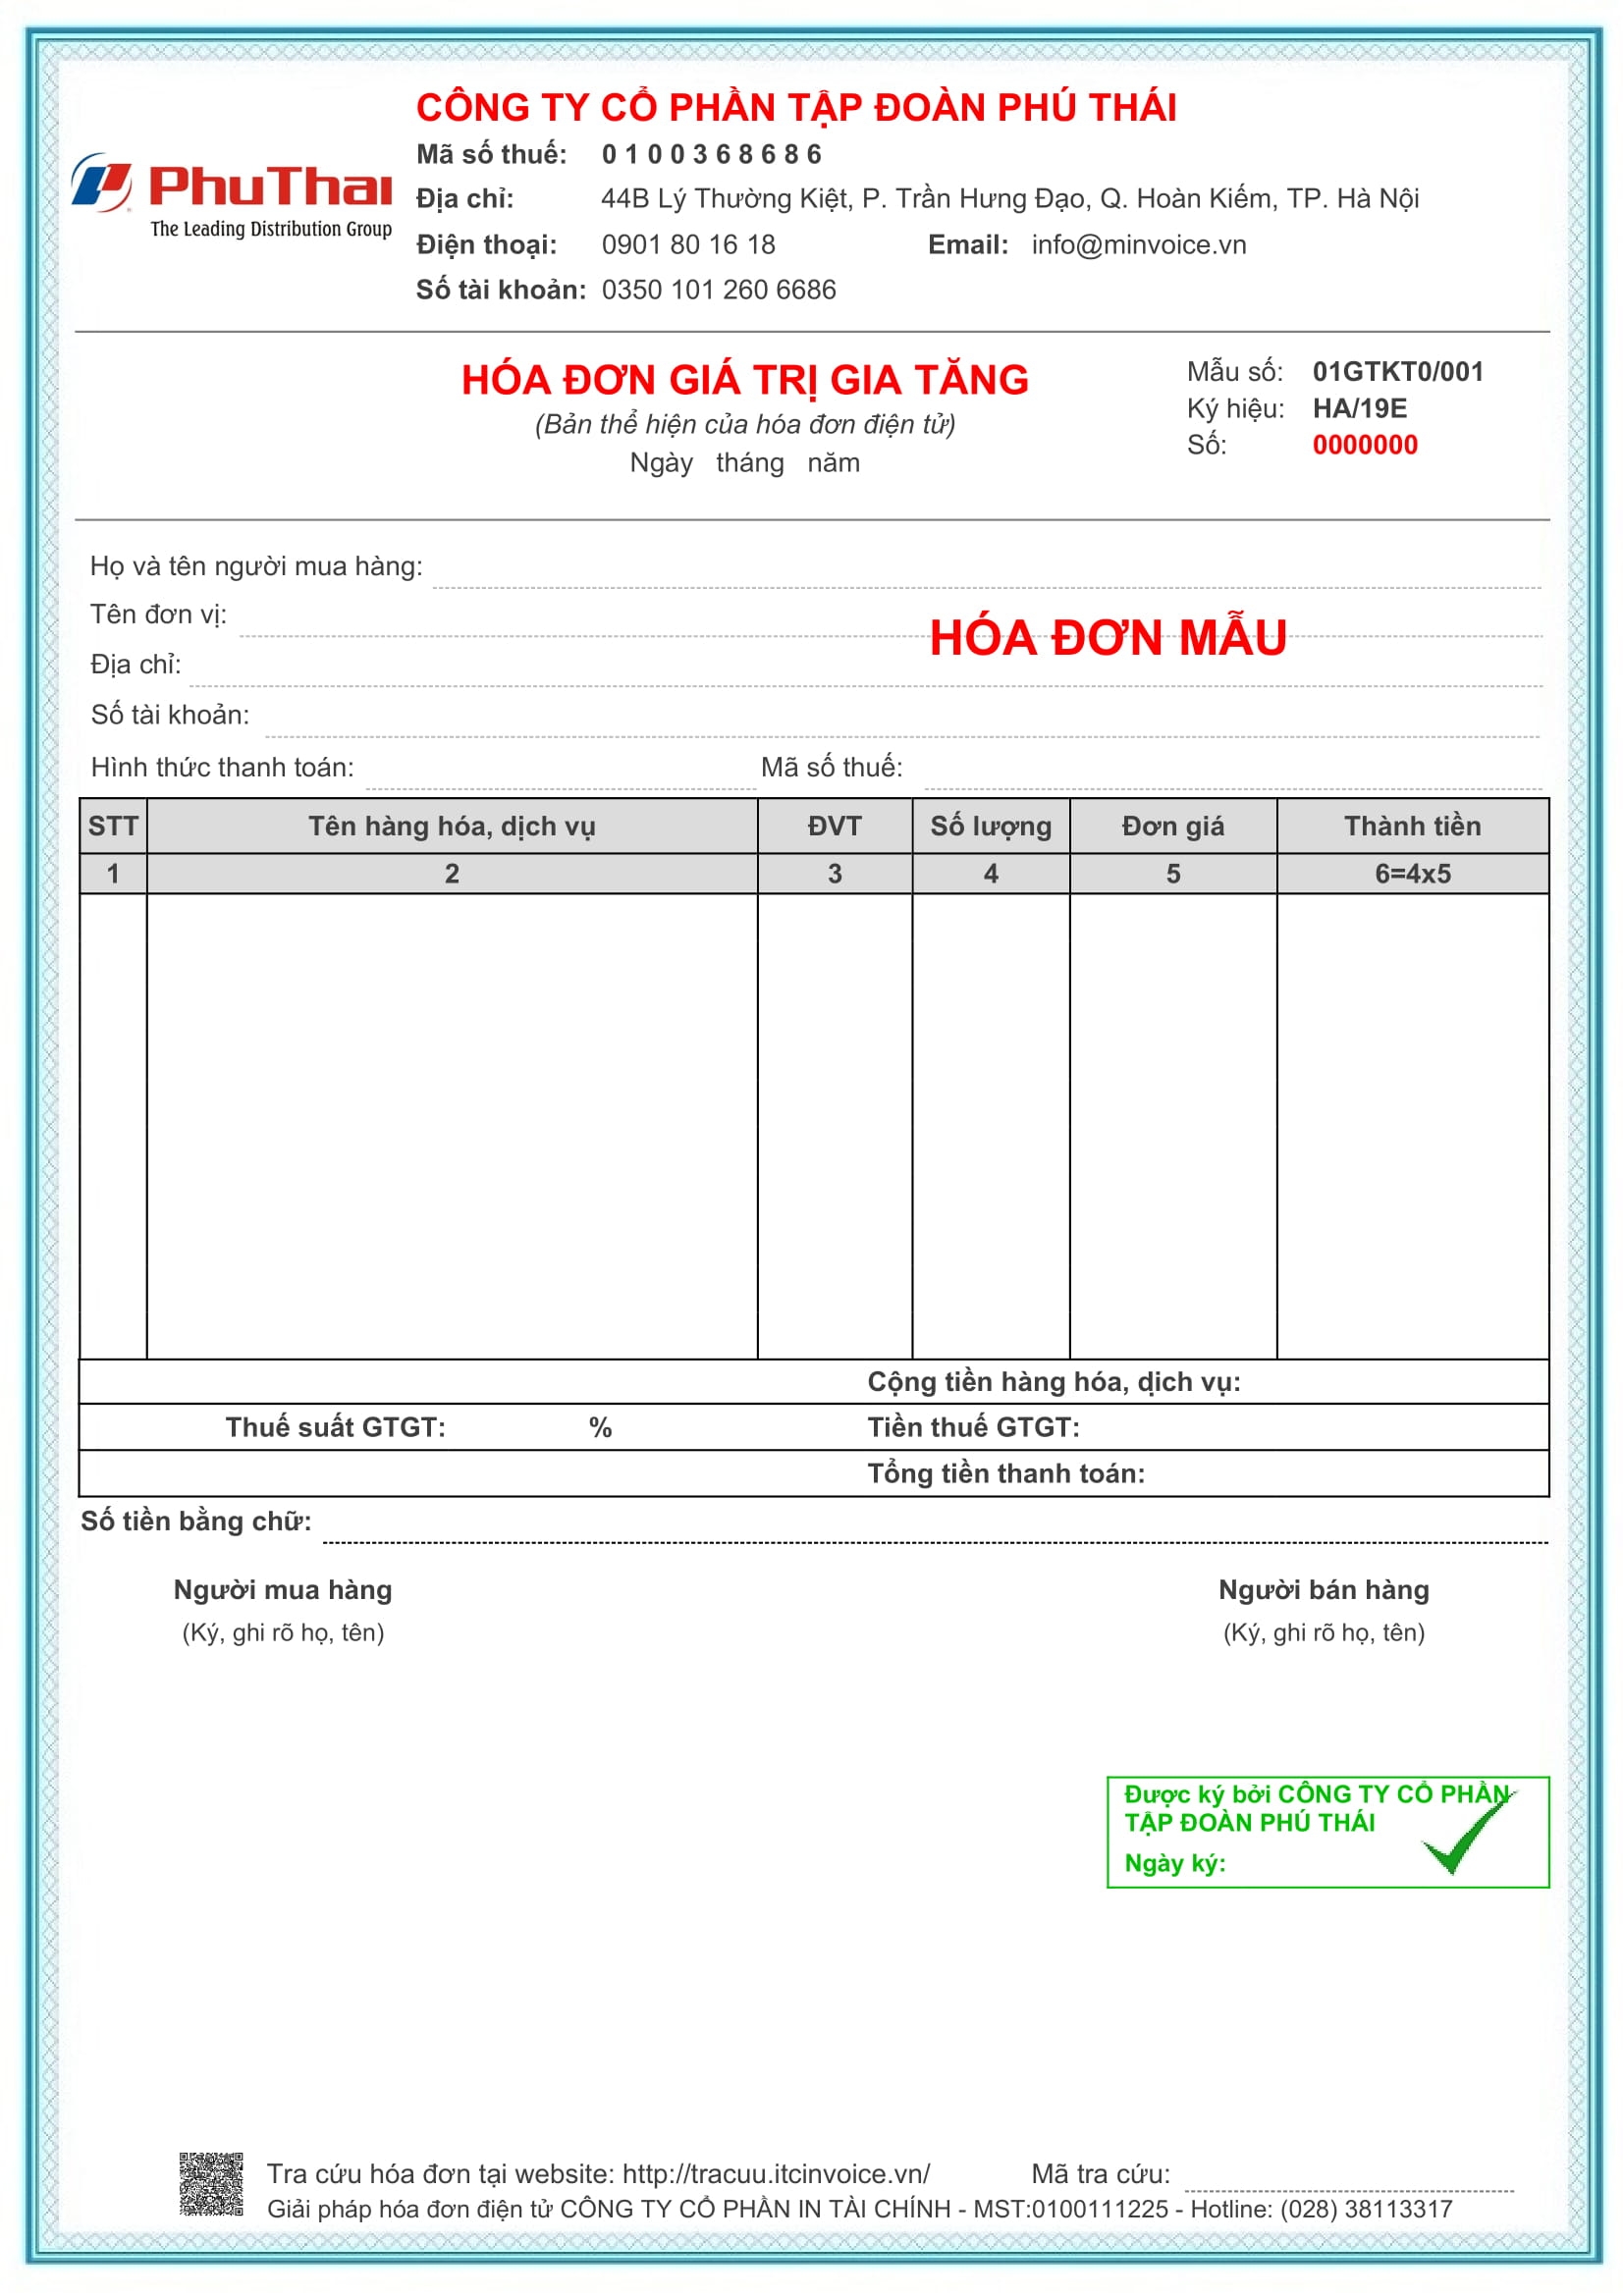 CÔNG TY CỔ PHẦN TẬP ĐOÀN PHÚ THÁI
PhuThai
The Leading Distribution Group
Mã số thuế: 0 1 0 0 3 6 8 6 8 6
Địa chỉ: 44B Lý Thường Kiệt, P. Trần Hưng Đạo, Q. Hoàn Kiếm, TP. Hà Nội
Điện thoại: 0901 80 16 18 Email: info@minvoice.vn
Số tài khoản: 0350 101 260 6686
HÓA ĐƠN GIÁ TRỊ GIA TĂNG
(Bản thể hiện của hóa đơn điện tử)
Ngày tháng năm
Mẫu số: 01GTKT0/001
Ký hiệu: HA/19E
Số: 0000000
Họ và tên người mua hàng:
Tên đơn vị:
HÓA ĐƠN MẪU
Địa chỉ:
Số tài khoản:
Hình thức thanh toán: Mã số thuế:
STT Tên hàng hóa, dịch vụ ĐVT Số lượng Đơn giá Thành tiền
1 2 3 4 5 6=4x5
Cộng tiền hàng hóa, dịch vụ:
Thuế suất GTGT: % Tiền thuế GTGT:
Tổng tiền thanh toán:
Số tiền bằng chữ:
Người mua hàng Người bán hàng
(Ký, ghi rõ họ, tên) (Ký, ghi rõ họ, tên)
Được ký bởi CÔNG TY CỔ PHẦN
TẬP ĐOÀN PHÚ THÁI
Ngày ký:
Tra cứu hóa đơn tại website: http://tracuu.itcinvoice.vn/ Mã tra cứu:
Giải pháp hóa đơn điện tử CÔNG TY CỔ PHẦN IN TÀI CHÍNH - MST:0100111225 - Hotline: (028) 38113317